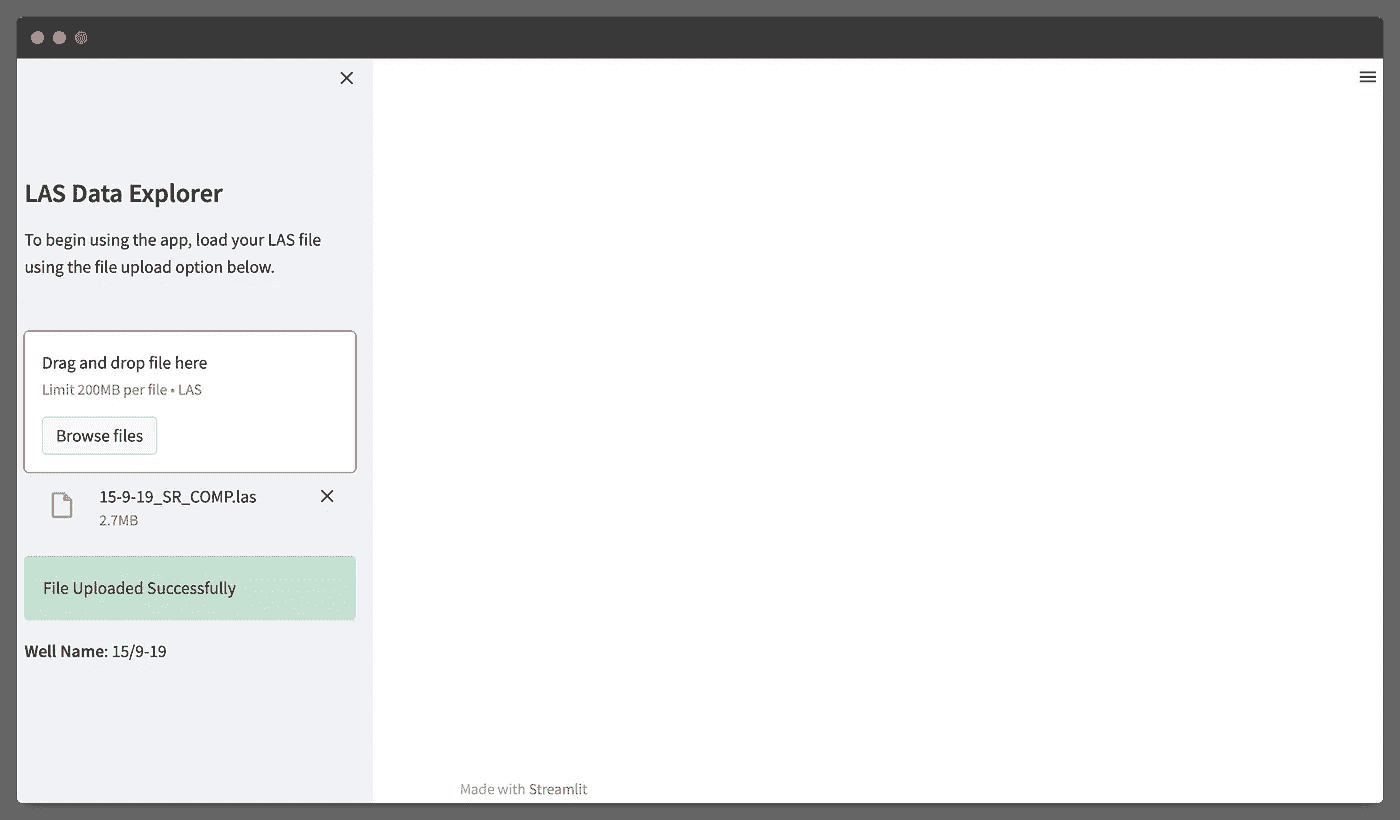 LAS Data Explorer
To begin using the app, load your LAS file
using the file upload option below.
Drag and drop file here
Limit 200MB per file • LAS
Browse files
15-9-19_SR_COMP.las
2.7MB
File Uploaded Successfully
Well Name: 15/9-19
Made with Streamlit